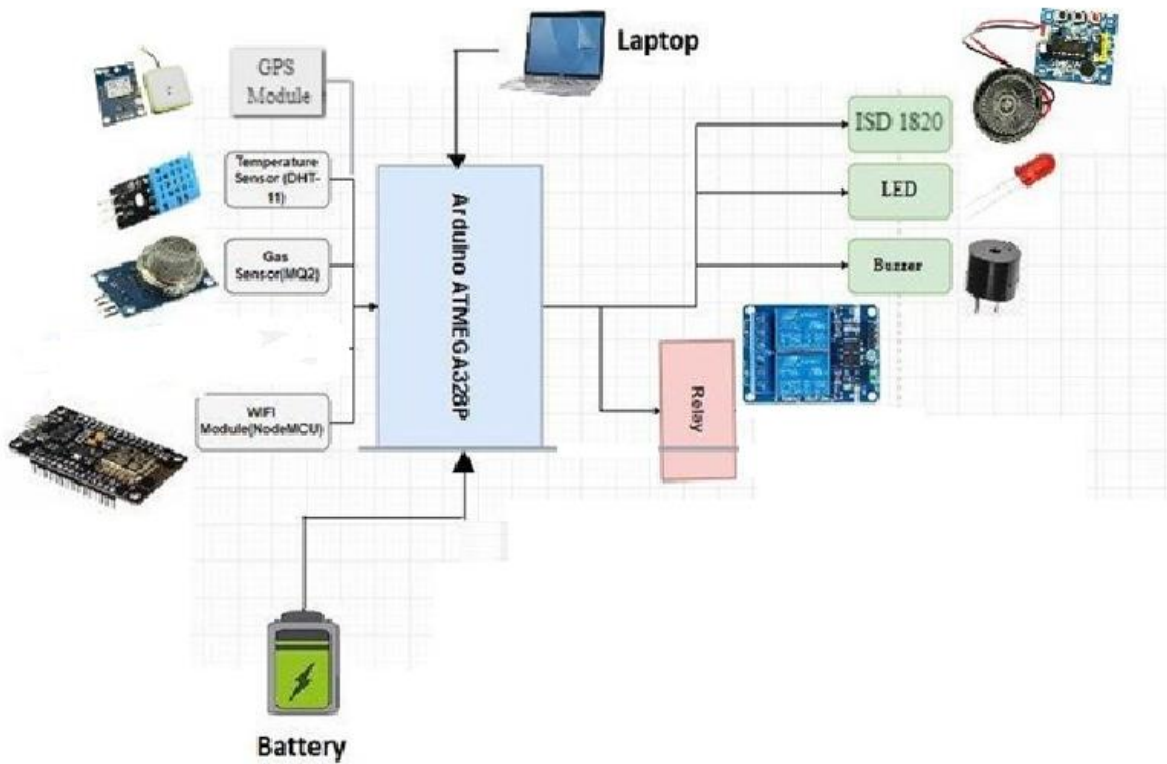 Laptop
GPS
Module
ISD 1820
Temperature
Sensor (DHT-
11)
LED
Gas
Sensor(MQ2)
Buzzer
Arduino ATMEGA328P
Relay
WIFI
Module(NodeMCU)
Battery